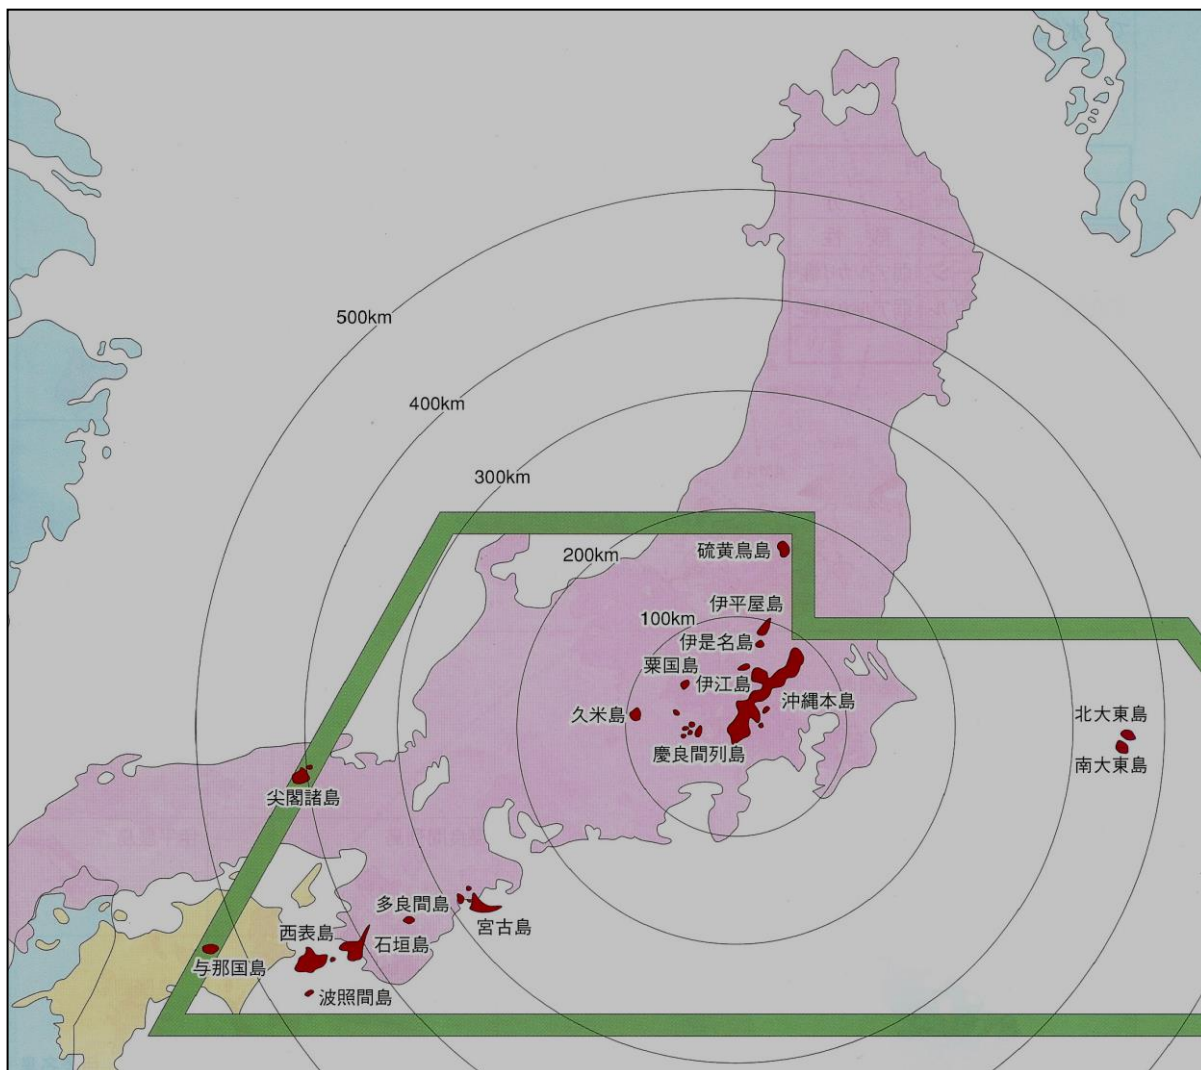 500km
400km
300km
200km
100km
硫黄鳥島
伊平屋島
伊是名島
粟国島
伊江島
沖縄本島
久米島
慶良間列島
北大東島
南大東島
尖閣諸島
多良間島
宮古島
西表島
石垣島
与那国島
波照間島